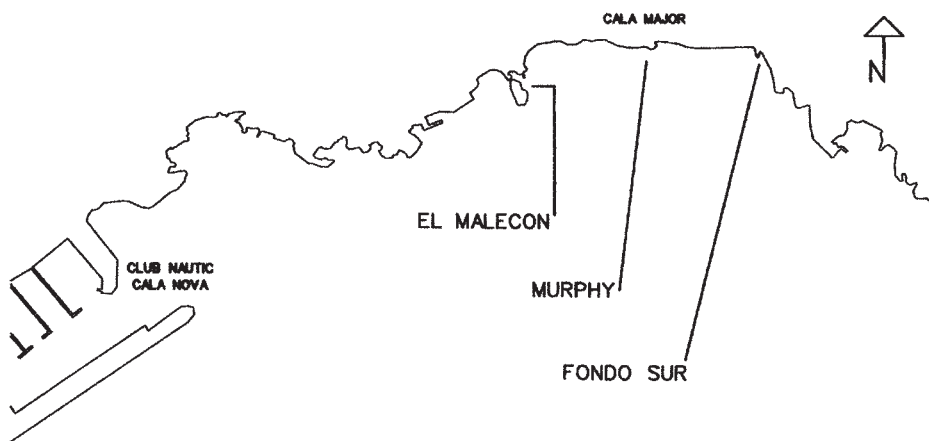 CALA MAJOR
N
EL MALECON
CLUB NAUTIC
CALA NOVA
MURPHY
FONDO SUR